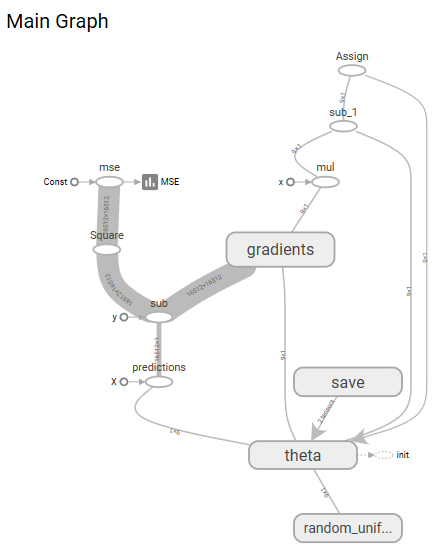 Main Graph
Assign
9×1
sub_1
9×1
mse
Const
MSE
x
mul
16512×16512
9×1
Square
gradients
9×1
16512×16512
16512×16512
9×1
sub
y
16512×1
9×1
predictions
X
save
2 tensors
1×6
theta
init
1×6
random_unif...